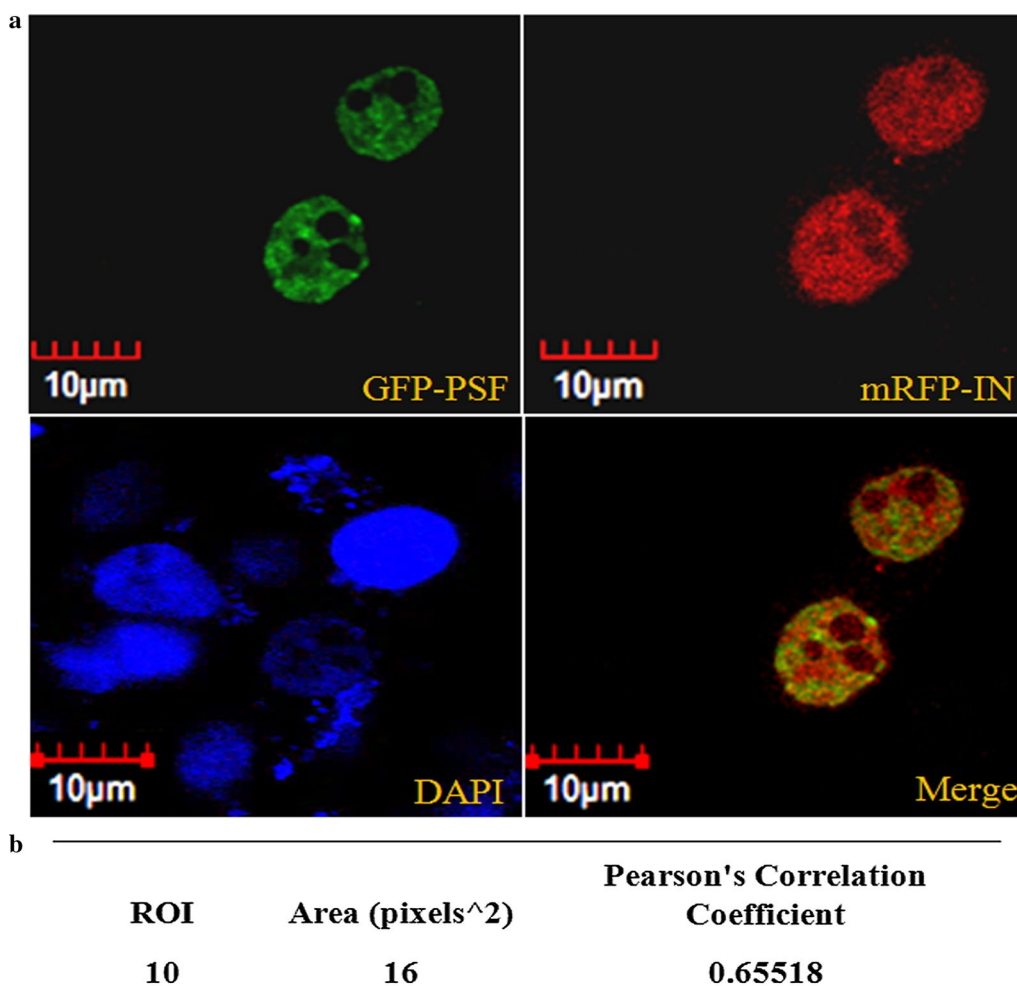 a
10µm
GFP-PSF
10µm
mRFP-IN
10µm
DAPI
10µm
Merge
b
ROI
Area (pixels^2)
Pearson's Correlation
Coefficient
10
16
0.65518